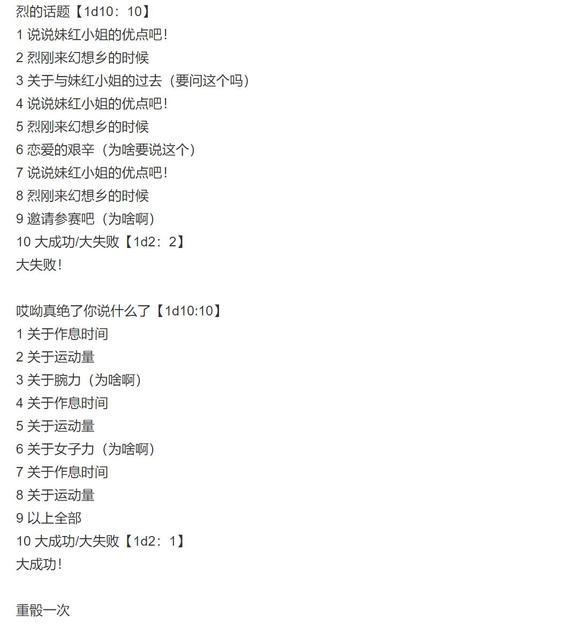 烈的话题【1d10：10】
1 说说妹红小姐的优点吧！
2 烈刚来幻想乡的时候
3 关于与妹红小姐的过去（要问这个吗）
4 说说妹红小姐的优点吧！
5 烈刚来幻想乡的时候
6 恋爱的艰辛（为啥要说这个）
7 说说妹红小姐的优点吧！
8 烈刚来幻想乡的时候
9 邀请参赛吧（为啥啊）
10 大成功/大失败【1d2：2】
大失败！
哎呦真绝了你说什么了【1d10:10】
1 关于作息时间
2 关于运动量
3 关于腕力（为啥啊）
4 关于作息时间
5 关于运动量
6 关于女子力（为啥啊）
7 关于作息时间
8 关于运动量
9 以上全部
10 大成功/大失败【1d2：1】
大成功！
重骰一次